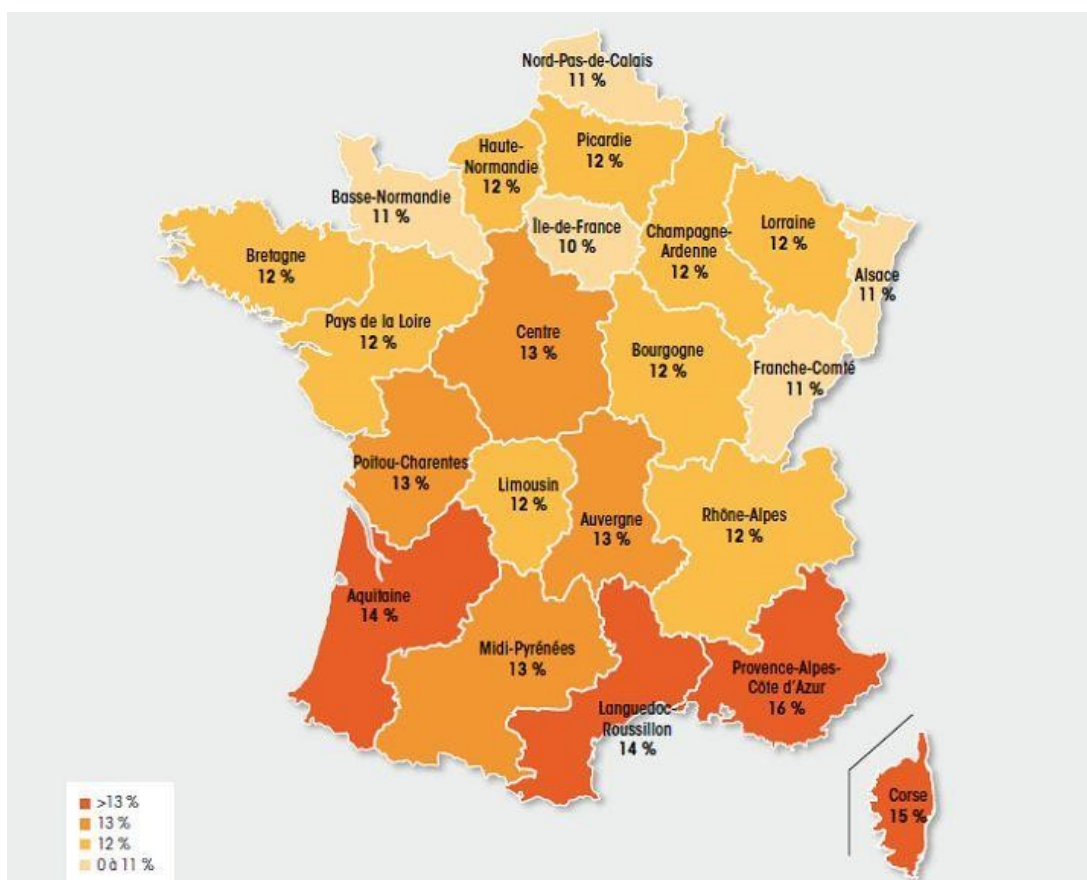 Nord-Pas-de-Calais
11 %
Picardie
12 %
Haute-
Normandie
12 %
Basse-Normandie
11 %
Île-de-France
10 %
Champagne-
Ardenne
12 %
Lorraine
12 %
Alsace
11 %
Bretagne
12 %
Pays de la Loire
12 %
Centre
13 %
Bourgogne
12 %
Franche-Comté
11 %
Poitou-Charentes
13 %
Limousin
12 %
Auvergne
13 %
Rhône-Alpes
12 %
Aquitaine
14 %
Midi-Pyrénées
13 %
Languedoc-
Roussillon
14 %
Provence-Alpes-
Côte d'Azur
16 %
Corse
15 %
>13 %
13 %
12 %
0 à 11 %